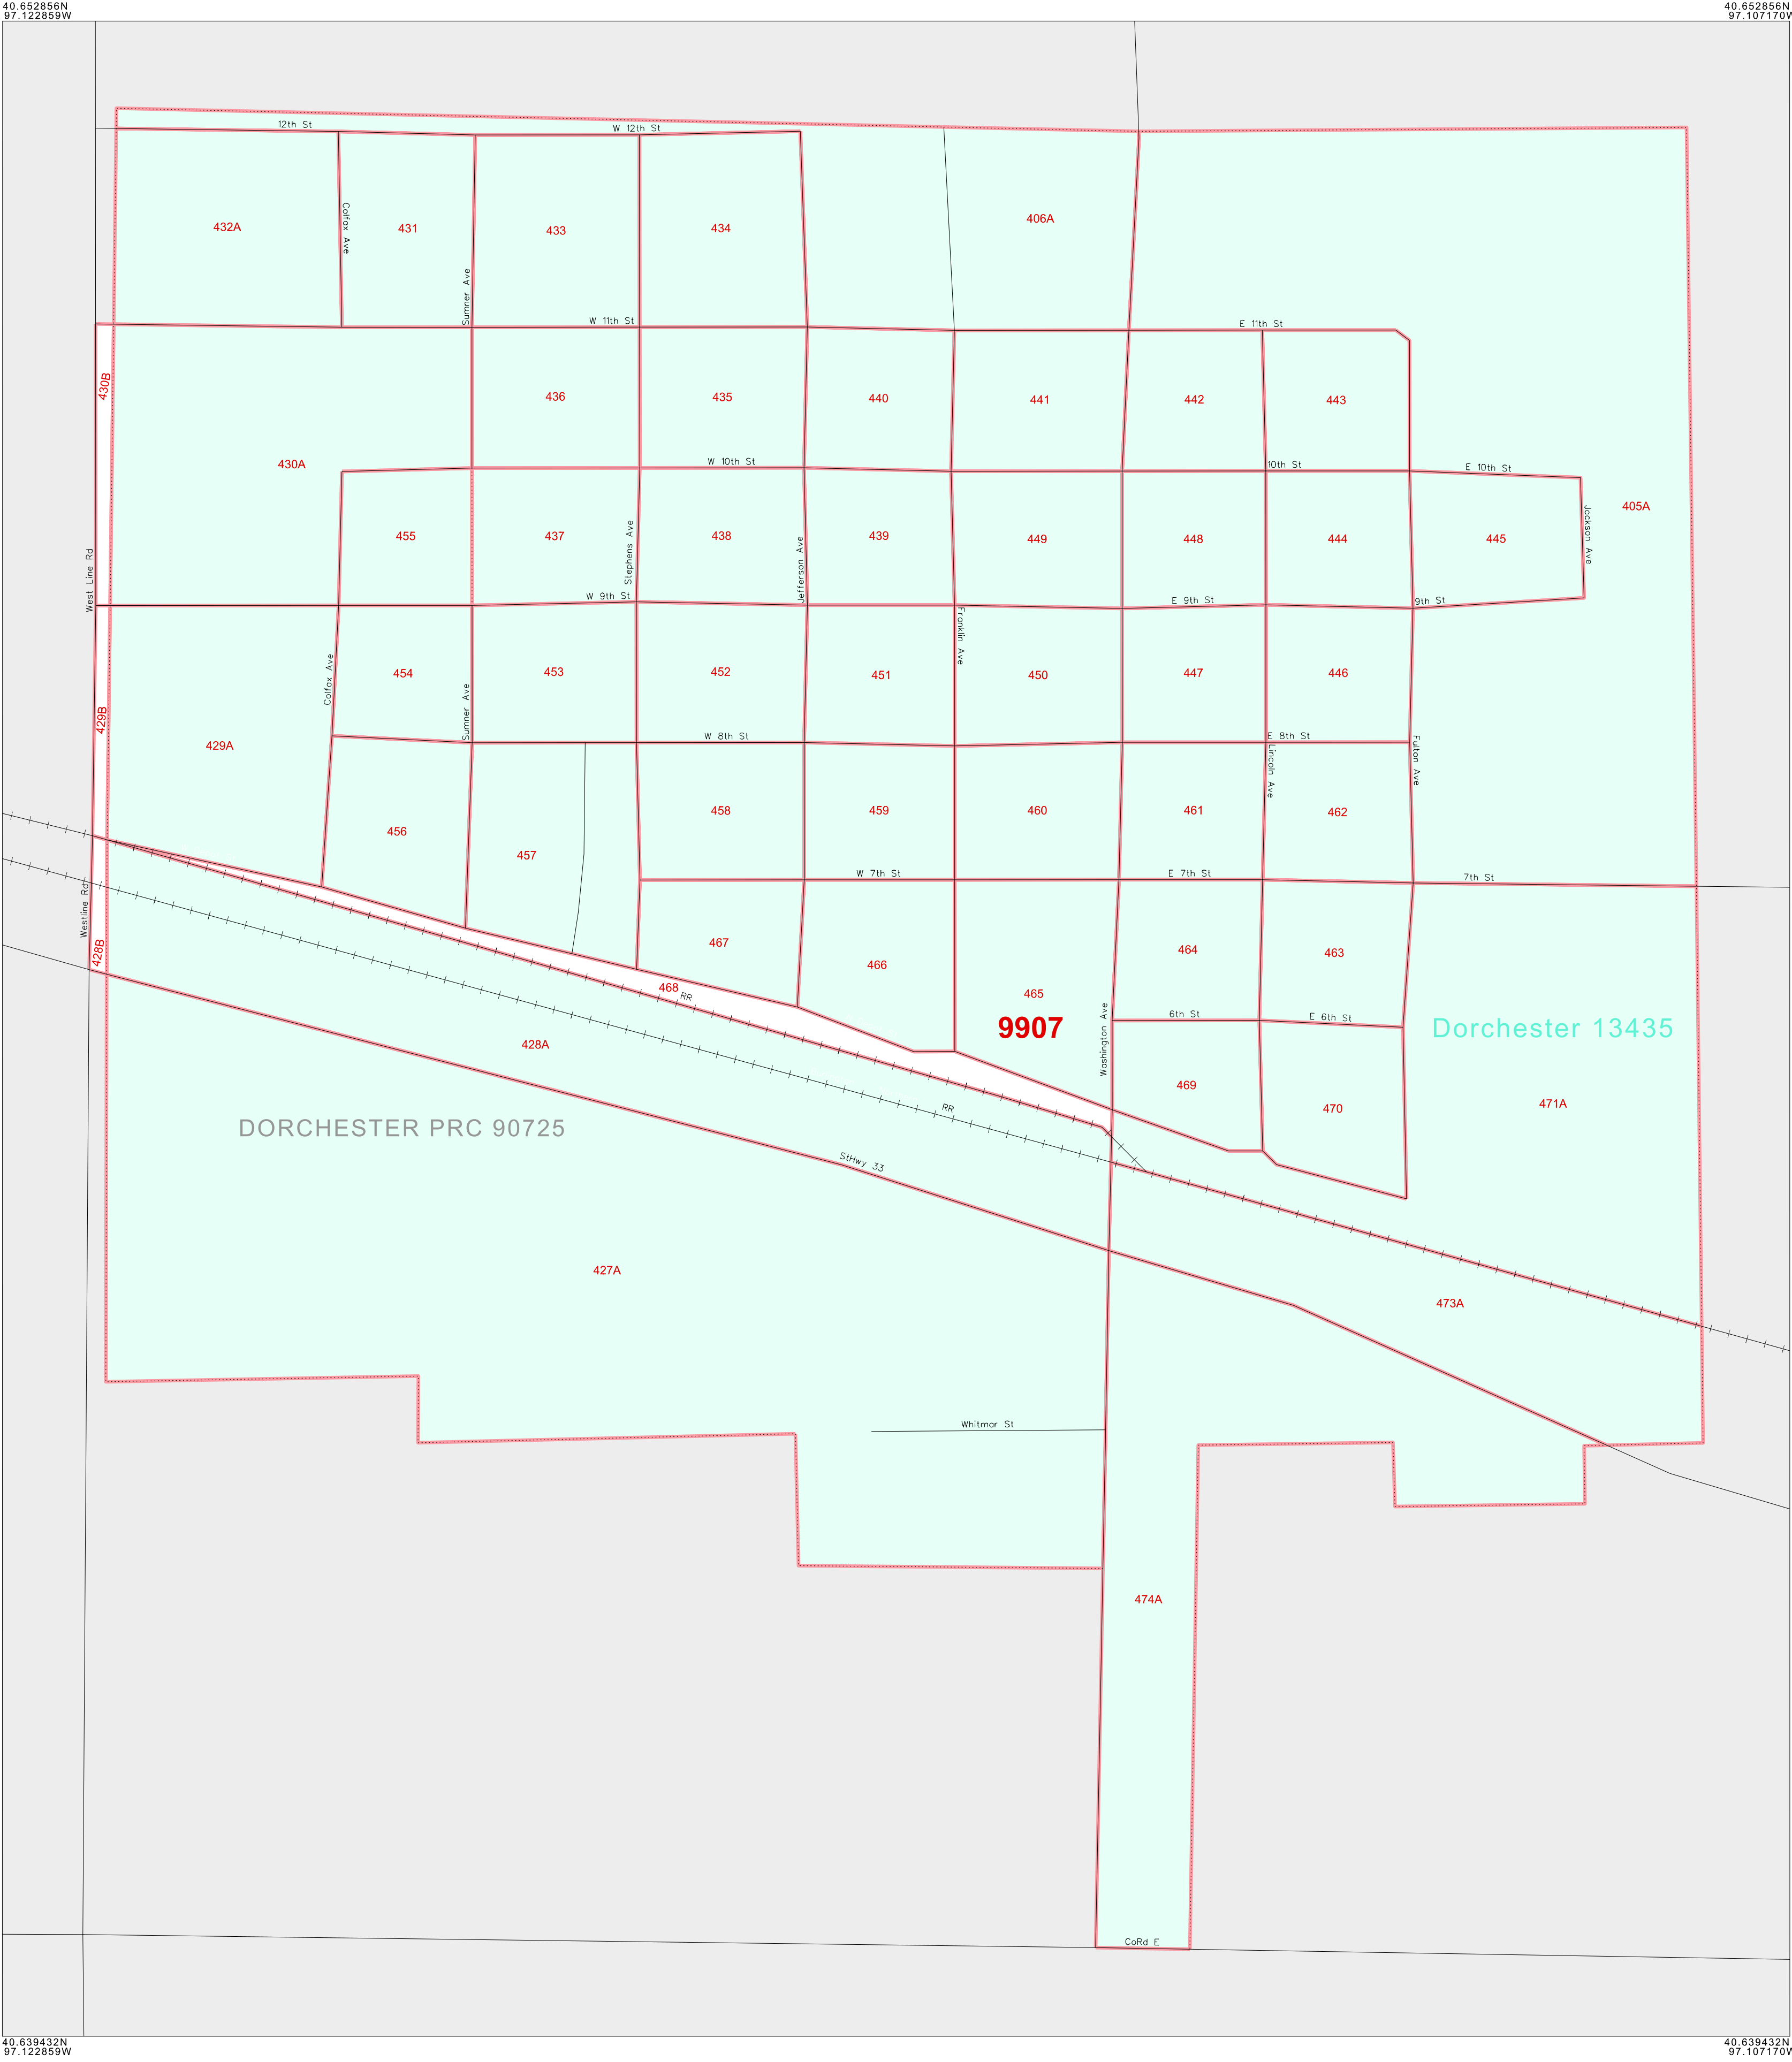 40.652856N
97.122859W
40.652856N
97.107170W
12th St
W 12th St
432A
Colfax Ave
431
433
434
406A
Sumner Ave
W 11th St
E 11th St
430B
436
435
440
441
442
443
430A
W 10th St
10th St
E 10th St
405A
455
437
Stephens Ave
438
Jefferson Ave
439
449
448
444
445
Jackson Ave
West Line Rd
W 9th St
E 9th St
9th St
Franklin Ave
Colfax Ave
454
453
452
451
450
447
446
429B
429A
Sumner Ave
W 8th St
E 8th St
Lincoln Ave
Fulton Ave
456
457
458
459
460
461
462
W 7th St
E 7th St
7th St
Westline Rd
428B
467
466
465
464
463
468
RR
9907
Washington Ave
6th St
E 6th St
Dorchester 13435
428A
469
470
471A
RR
DORCHESTER PRC 90725
StHwy 33
427A
473A
Whitmar St
474A
CoRd E
40.639432N
97.122859W
40.639432N
97.107170W